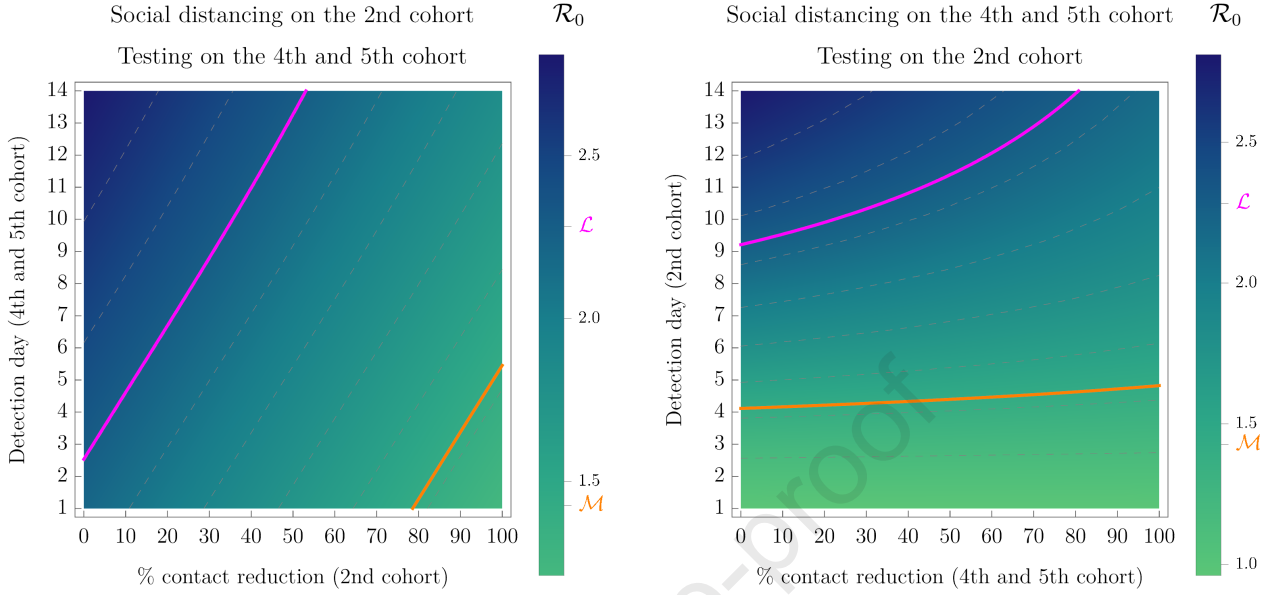 Social distancing on the 2nd cohort
Testing on the 4th and 5th cohort
ℛ₀
Detection day (4th and 5th cohort)
14
13
12
11
10
9
8
7
6
5
4
3
2
1
0 10 20 30 40 50 60 70 80 90 100
% contact reduction (2nd cohort)
2.5
ℒ
2.0
1.5
ℳ
Social distancing on the 4th and 5th cohort
Testing on the 2nd cohort
ℛ₀
Detection day (2nd cohort)
14
13
12
11
10
9
8
7
6
5
4
3
2
1
0 10 20 30 40 50 60 70 80 90 100
% contact reduction (4th and 5th cohort)
2.5
ℒ
2.0
1.5
ℳ
1.0
-proof